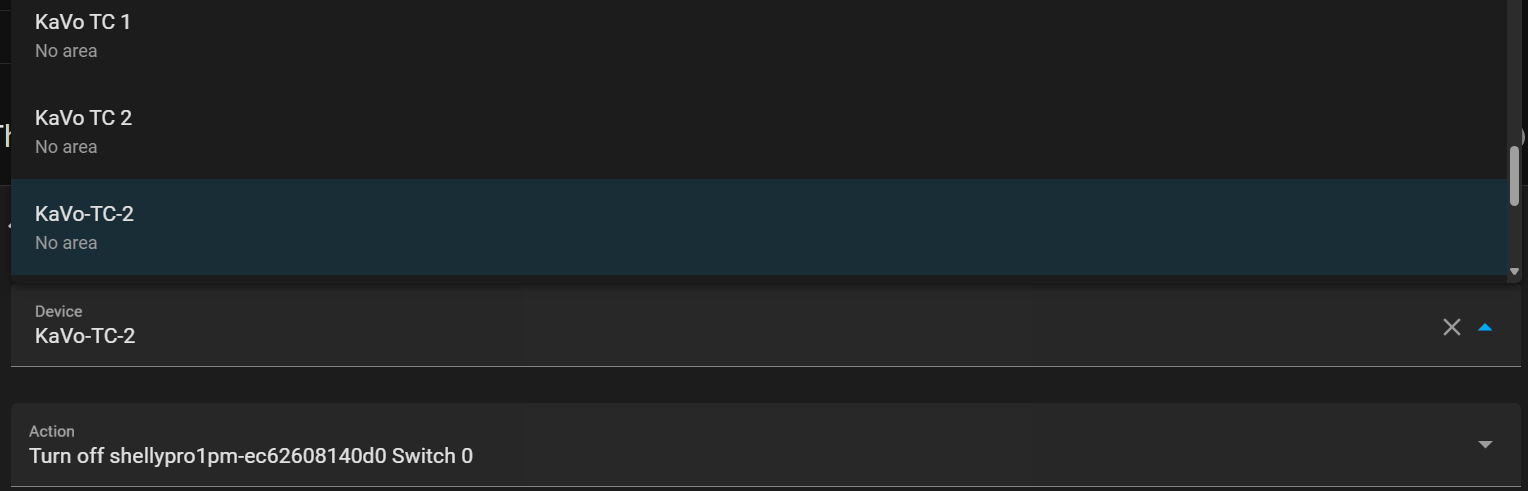 KaVo TC 1
No area
KaVo TC 2
No area
KaVo-TC-2
No area
Device
KaVo-TC-2
Action
Turn off shellypro1pm-ec62608140d0 Switch 0